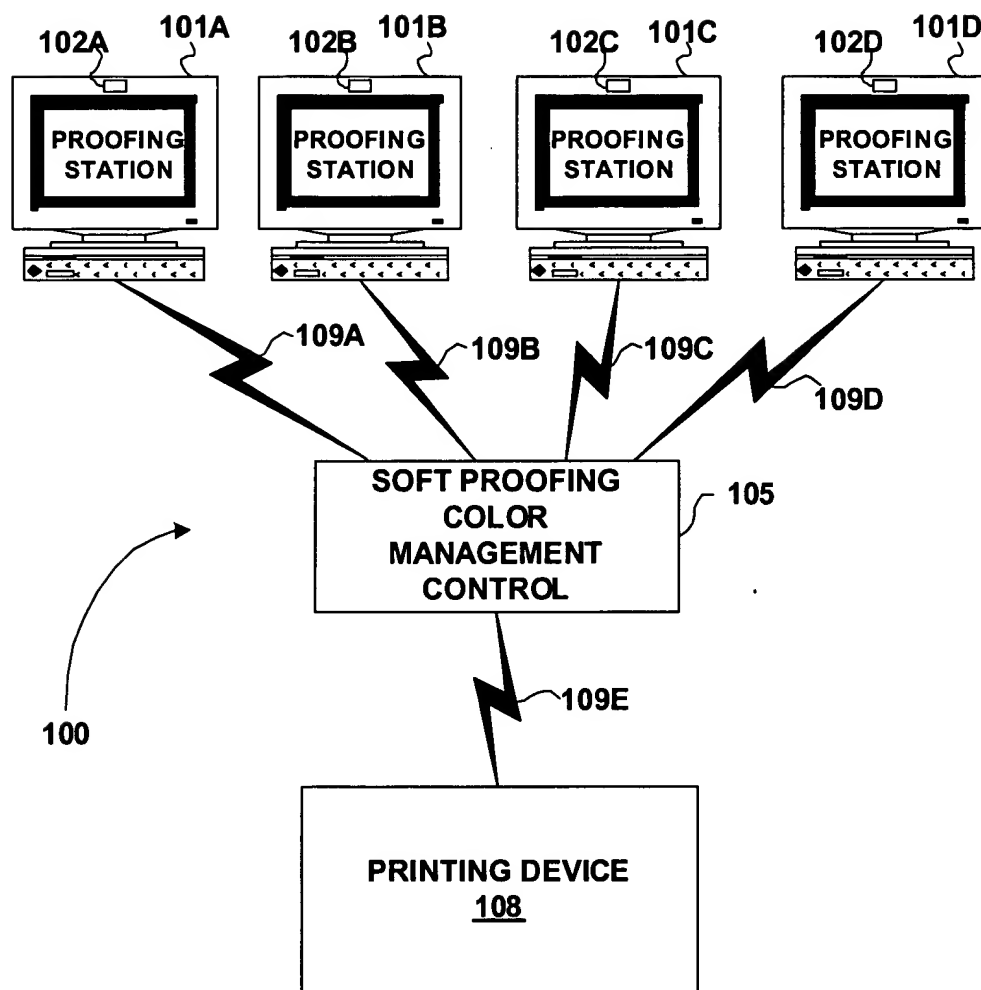 102A 101A 102B 101B 102C 101C 102D 101D
PROOFING STATION
PROOFING STATION
PROOFING STATION
PROOFING STATION
109A
109B
109C
109D
SOFT PROOFING
COLOR
MANAGEMENT
CONTROL
105
109E
100
PRINTING DEVICE
108